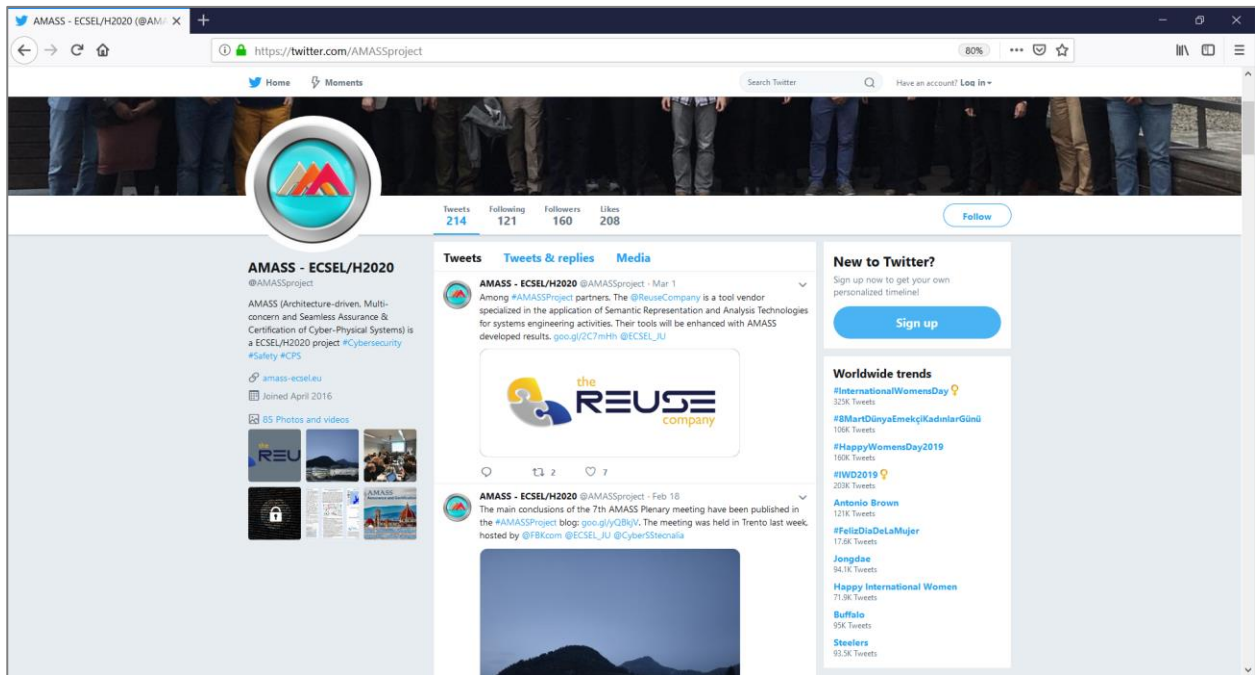 AMASS - ECSEL/H2020 (@AMA
https://twitter.com/AMASSproject
80%
Home
Moments
Search Twitter
Have an account? Log in
Tweets
214
Following
121
Followers
160
Likes
208
Follow
AMASS - ECSEL/H2020
@AMASSproject
AMASS (Architecture-driven, Multi-
concern and Seamless Assurance &
Certification of Cyber-Physical Systems) is
a ECSEL/H2020 project #Cybersecurity
#Safety #CPS
amass-ecsel.eu
Joined April 2016
65 Photos and videos
REU
AMASS
Tweets
Tweets & replies
Media
AMASS - ECSEL/H2020 @AMASSproject · Mar 1
Among #AMASSProject partners. The @ReuseCompany is a tool vendor
specialized in the application of Semantic Representation and Analysis Technologies
for systems engineering activities. Their tools will be enhanced with AMASS
developed results. goo.gl/2C7mHh @ECSEL_JU
the
REUSE
company
2
7
AMASS - ECSEL/H2020 @AMASSproject · Feb 18
The main conclusions of the 7th AMASS Plenary meeting have been published in
the #AMASSProject blog: goo.gl/yQBkjV. The meeting was held in Trento last week,
hosted by @FBKcom @ECSEL_JU @CyberSStecnalia
New to Twitter?
Sign up now to get your own
personalized timeline!
Sign up
Worldwide trends
#InternationalWomensDay
325K Tweets
#8MartDünyaEmekçiKadınlarGünü
106K Tweets
#HappyWomensDay2019
160K Tweets
#IWD2019
203K Tweets
Antonio Brown
121K Tweets
#FelizDiaDeLaMujer
17.6K Tweets
Jongdae
94.1K Tweets
Happy International Women
71.9K Tweets
Buffalo
95K Tweets
Steelers
93.5K Tweets